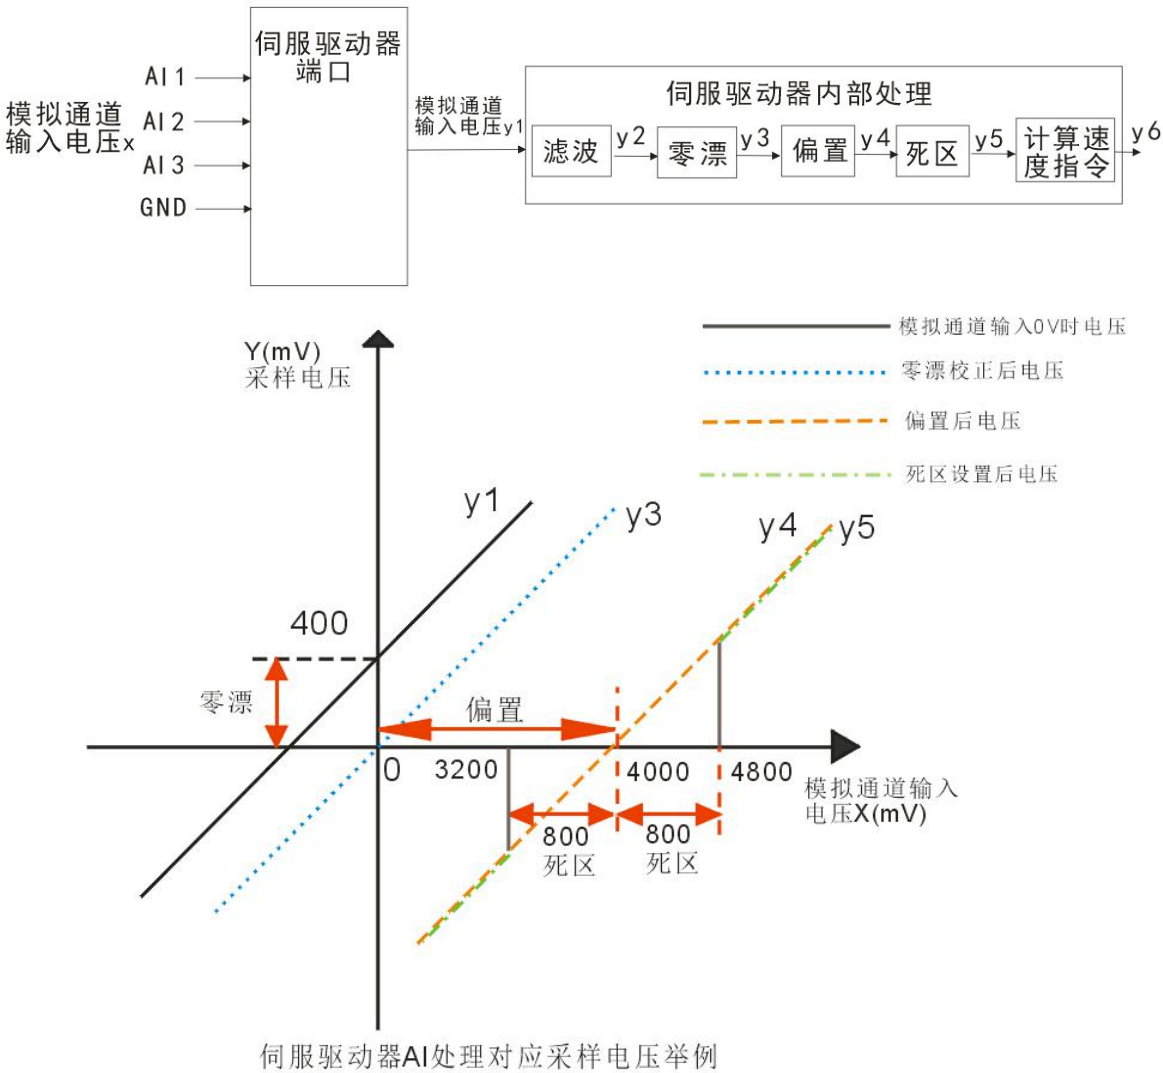 伺服驱动器
端口
AI1
AI2
AI3
GND
模拟通道
输入电压x
模拟通道
输入电压y1
伺服驱动器内部处理
滤波
y2
零漂
y3
偏置
y4
死区
y5
计算速
度指令
y6
Y(mV)
采样电压
模拟通道输入0V时电压
零漂校正后电压
偏置后电压
死区设置后电压
y1
y3
y4
y5
400
零漂
偏置
0
3200
4000
4800
模拟通道输入
电压X(mV)
800
死区
800
死区
伺服驱动器AI处理对应采样电压举例